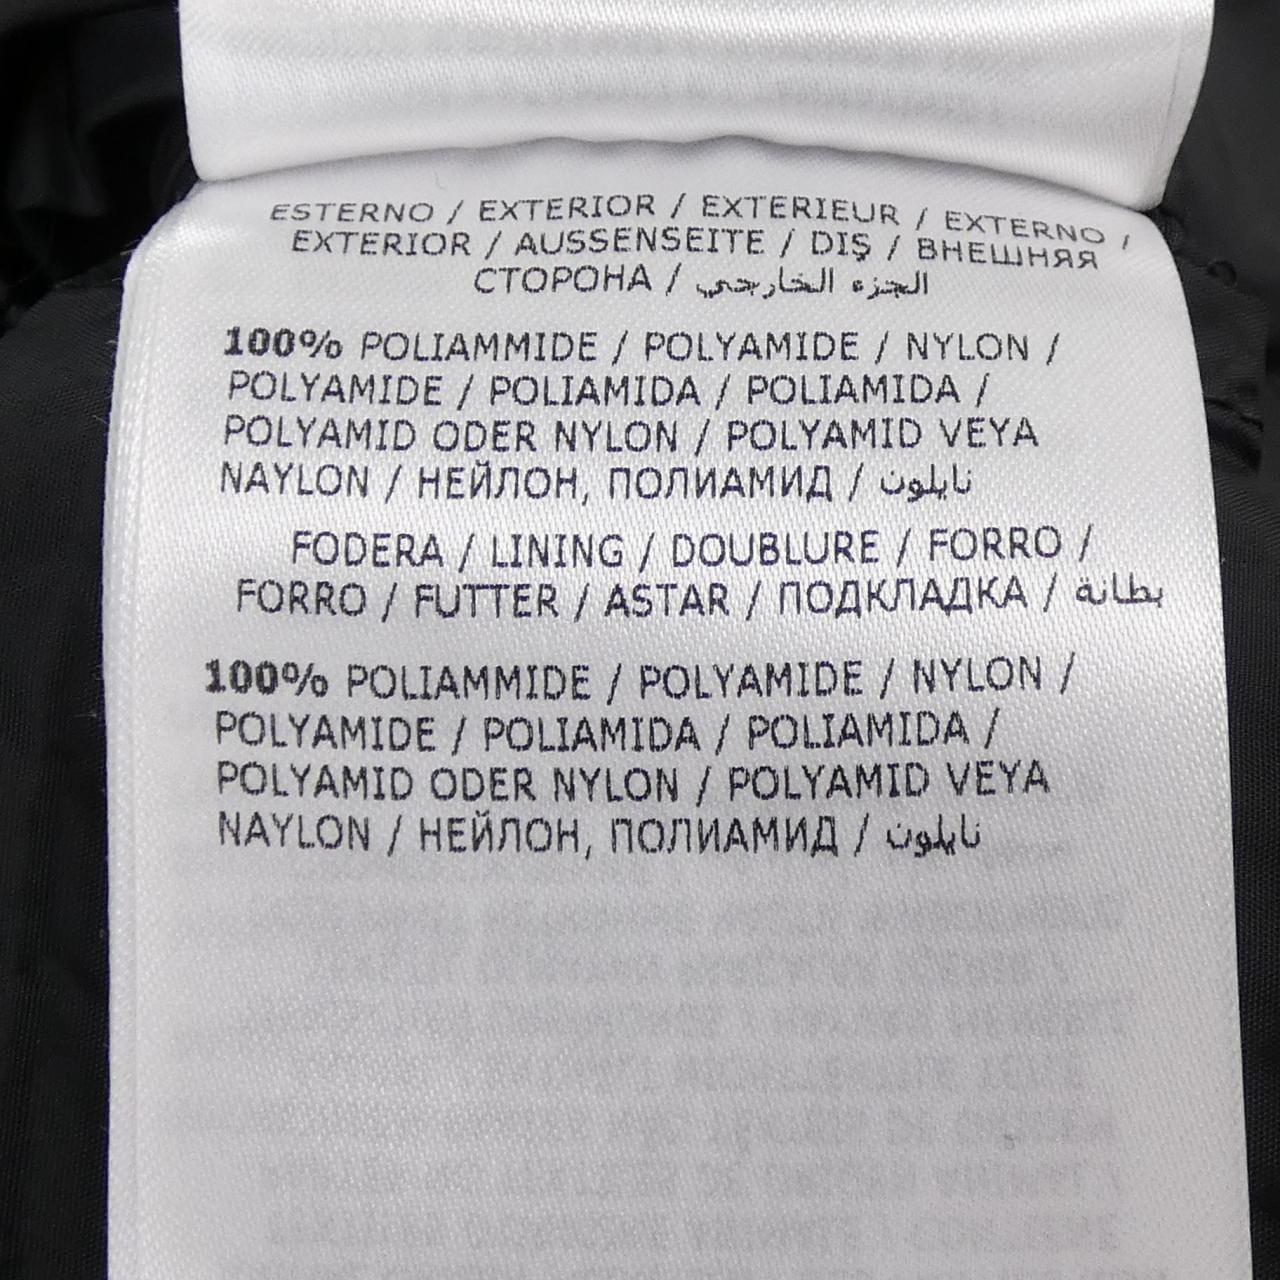 ESTERNO / EXTERIOR / EXTERIEUR / EXTERNO /
EXTERIOR / AUSSENSEITE / DIŞ / ВНЕШНЯЯ
СТОРОНА / الجزء الخارجي
100% POLIAMMIDE / POLYAMIDE / NYLON /
POLYAMIDE / POLIAMIDA / POLIAMIDA /
POLYAMID ODER NYLON / POLYAMID VEYA
NAYLON / НЕЙЛОН, ПОЛИАМИД / نايلون
FODERA / LINING / DOUBLURE / FORRO /
FORRO / FUTTER / ASTAR / ПОДКЛАДКА / بطانة
100% POLIAMMIDE / POLYAMIDE / NYLON /
POLYAMIDE / POLIAMIDA / POLIAMIDA /
POLYAMID ODER NYLON / POLYAMID VEYA
NAYLON / НЕЙЛОН, ПОЛИАМИД / نايلون